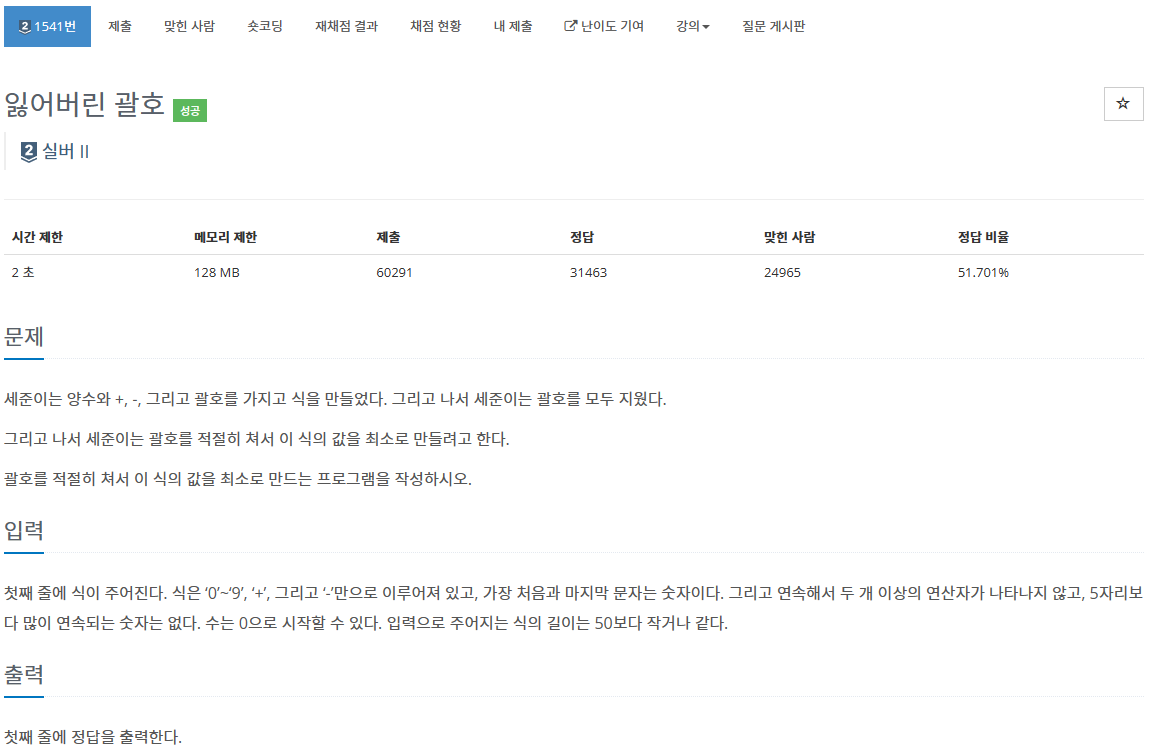 2 1541번 제출 맞힌 사람 숏코딩 재채점 결과 채점 현황 내 제출 난이도 기여 강의 질문 게시판
잃어버린 괄호 성공
2 실버 II
시간 제한 메모리 제한 제출 정답 맞힌 사람 정답 비율
2 초 128 MB 60291 31463 24965 51.701%
문제
세준이는 양수와 +, -, 그리고 괄호를 가지고 식을 만들었다. 그리고 나서 세준이는 괄호를 모두 지웠다.
그리고 나서 세준이는 괄호를 적절히 쳐서 이 식의 값을 최소로 만들려고 한다.
괄호를 적절히 쳐서 이 식의 값을 최소로 만드는 프로그램을 작성하시오.
입력
첫째 줄에 식이 주어진다. 식은 ‘0’~‘9’, ‘+’, 그리고 ‘-’만으로 이루어져 있고, 가장 처음과 마지막 문자는 숫자이다. 그리고 연속해서 두 개 이상의 연산자가 나타나지 않고, 5자리보
다 많이 연속되는 숫자는 없다. 수는 0으로 시작할 수 있다. 입력으로 주어지는 식의 길이는 50보다 작거나 같다.
출력
첫째 줄에 정답을 출력한다.